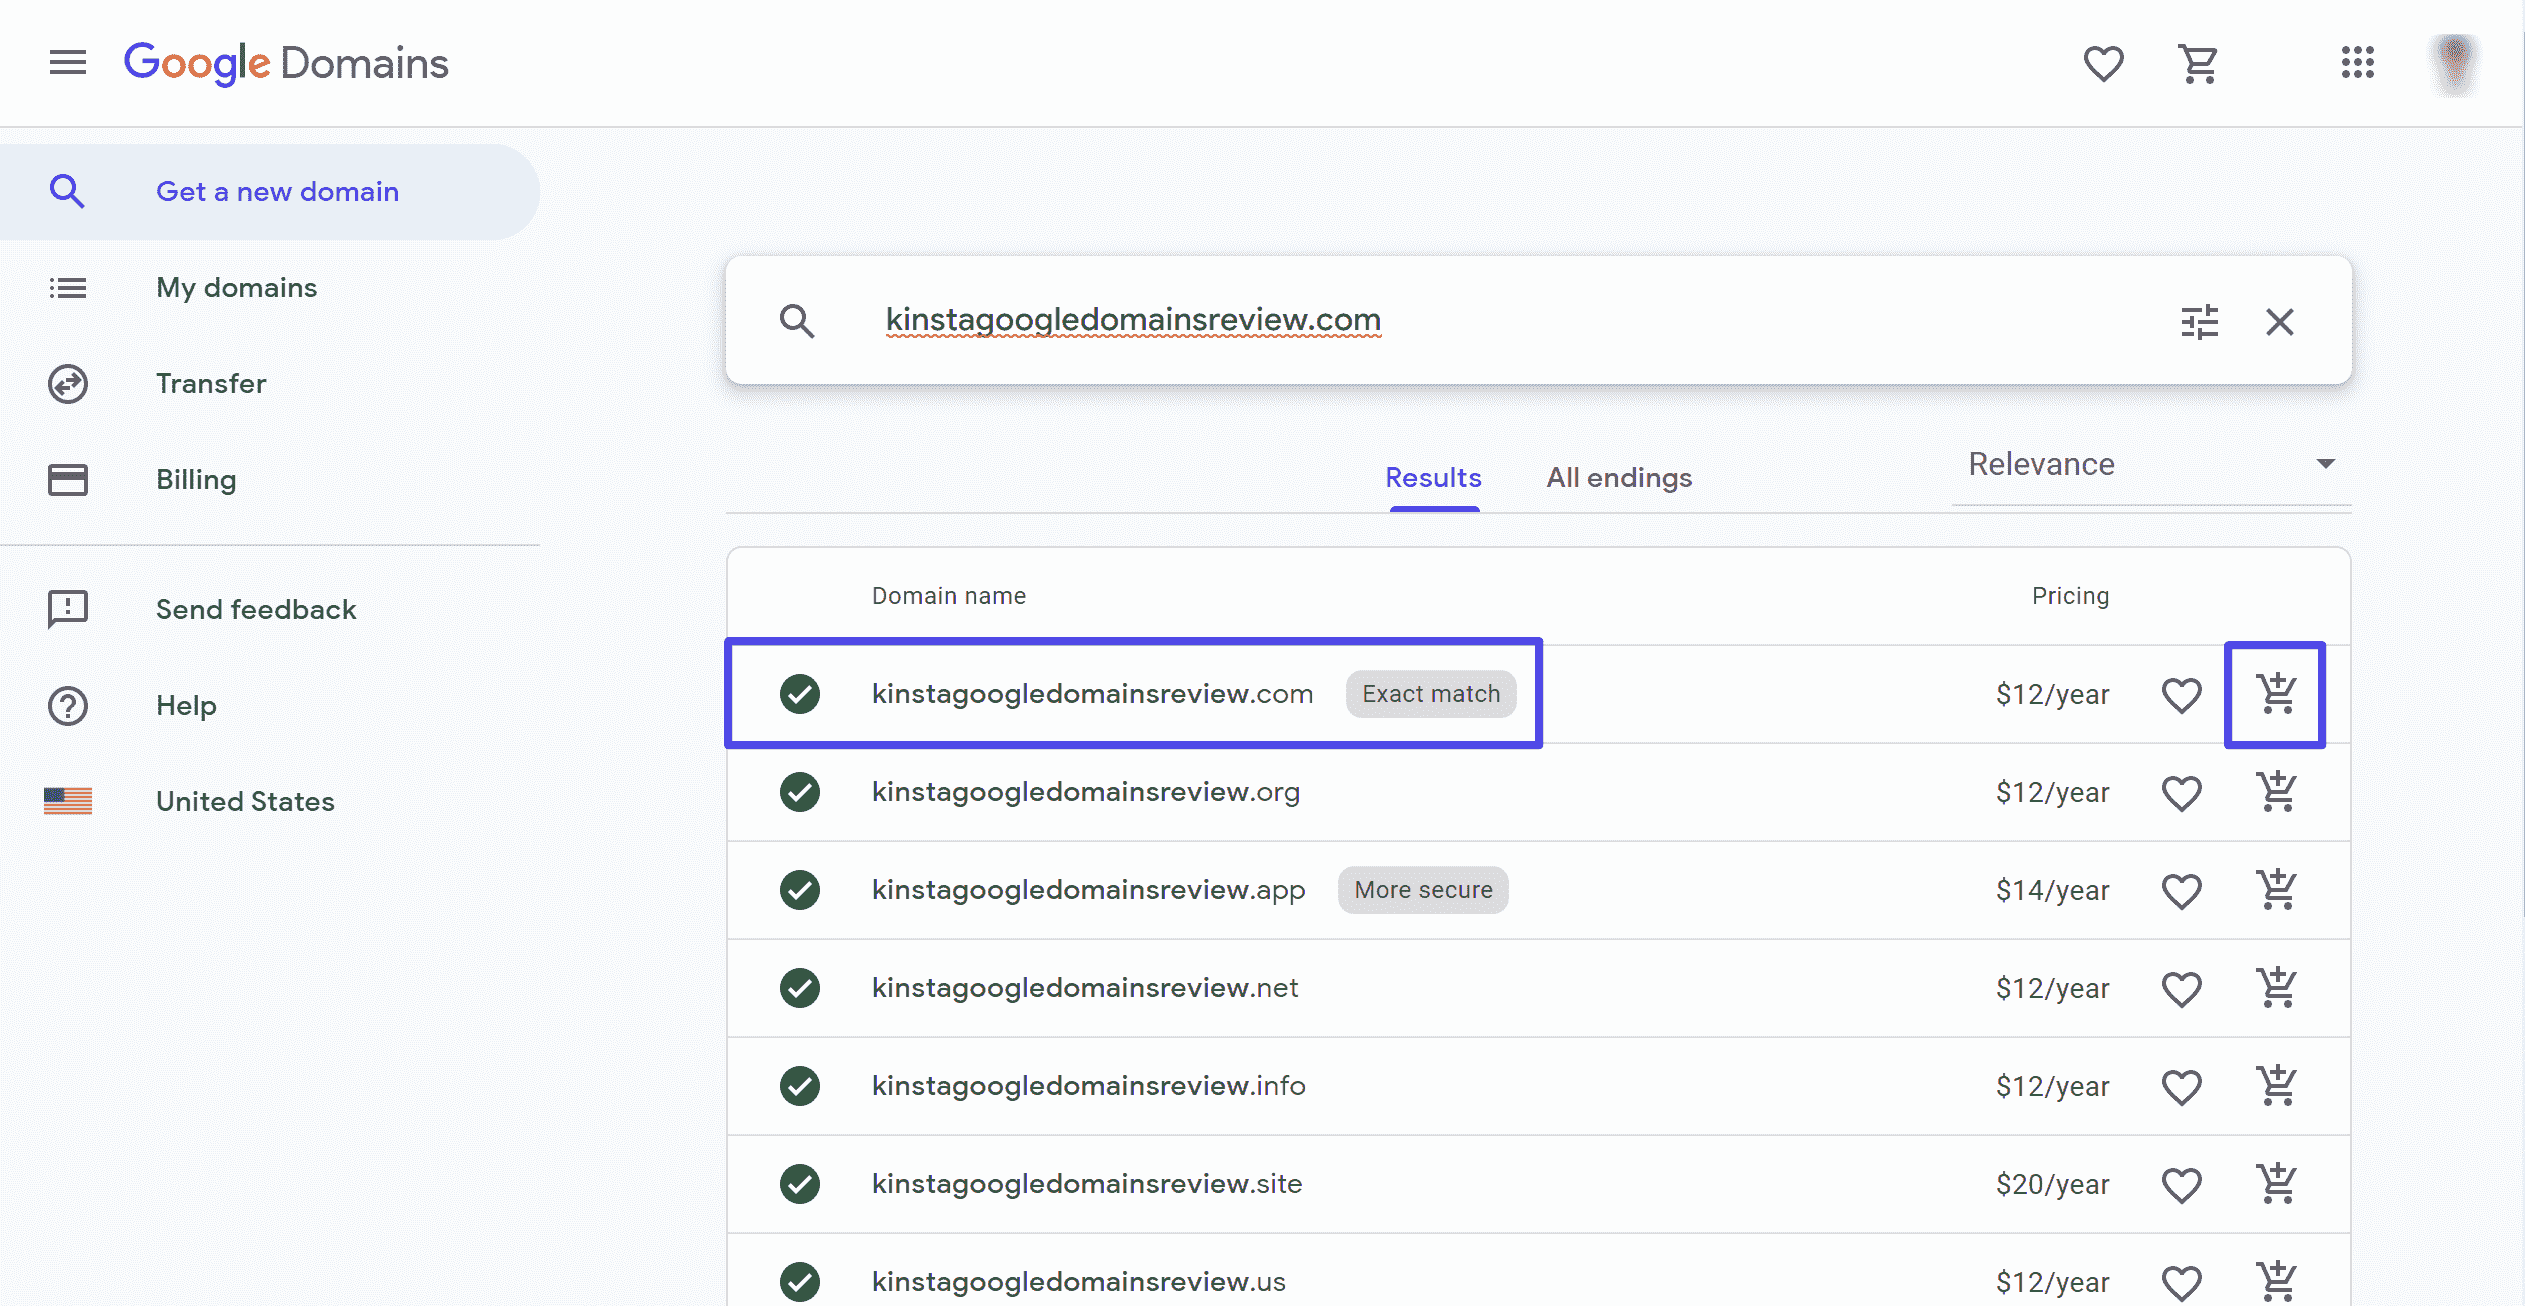 Google Domains
Get a new domain
My domains
Transfer
Billing
Send feedback
Help
United States
kinstagoogledomainsreview.com
Results All endings Relevance
Domain name Pricing
kinstagoogledomainsreview.com Exact match $12/year
kinstagoogledomainsreview.org $12/year
kinstagoogledomainsreview.app More secure $14/year
kinstagoogledomainsreview.net $12/year
kinstagoogledomainsreview.info $12/year
kinstagoogledomainsreview.site $20/year
kinstagoogledomainsreview.us $12/year